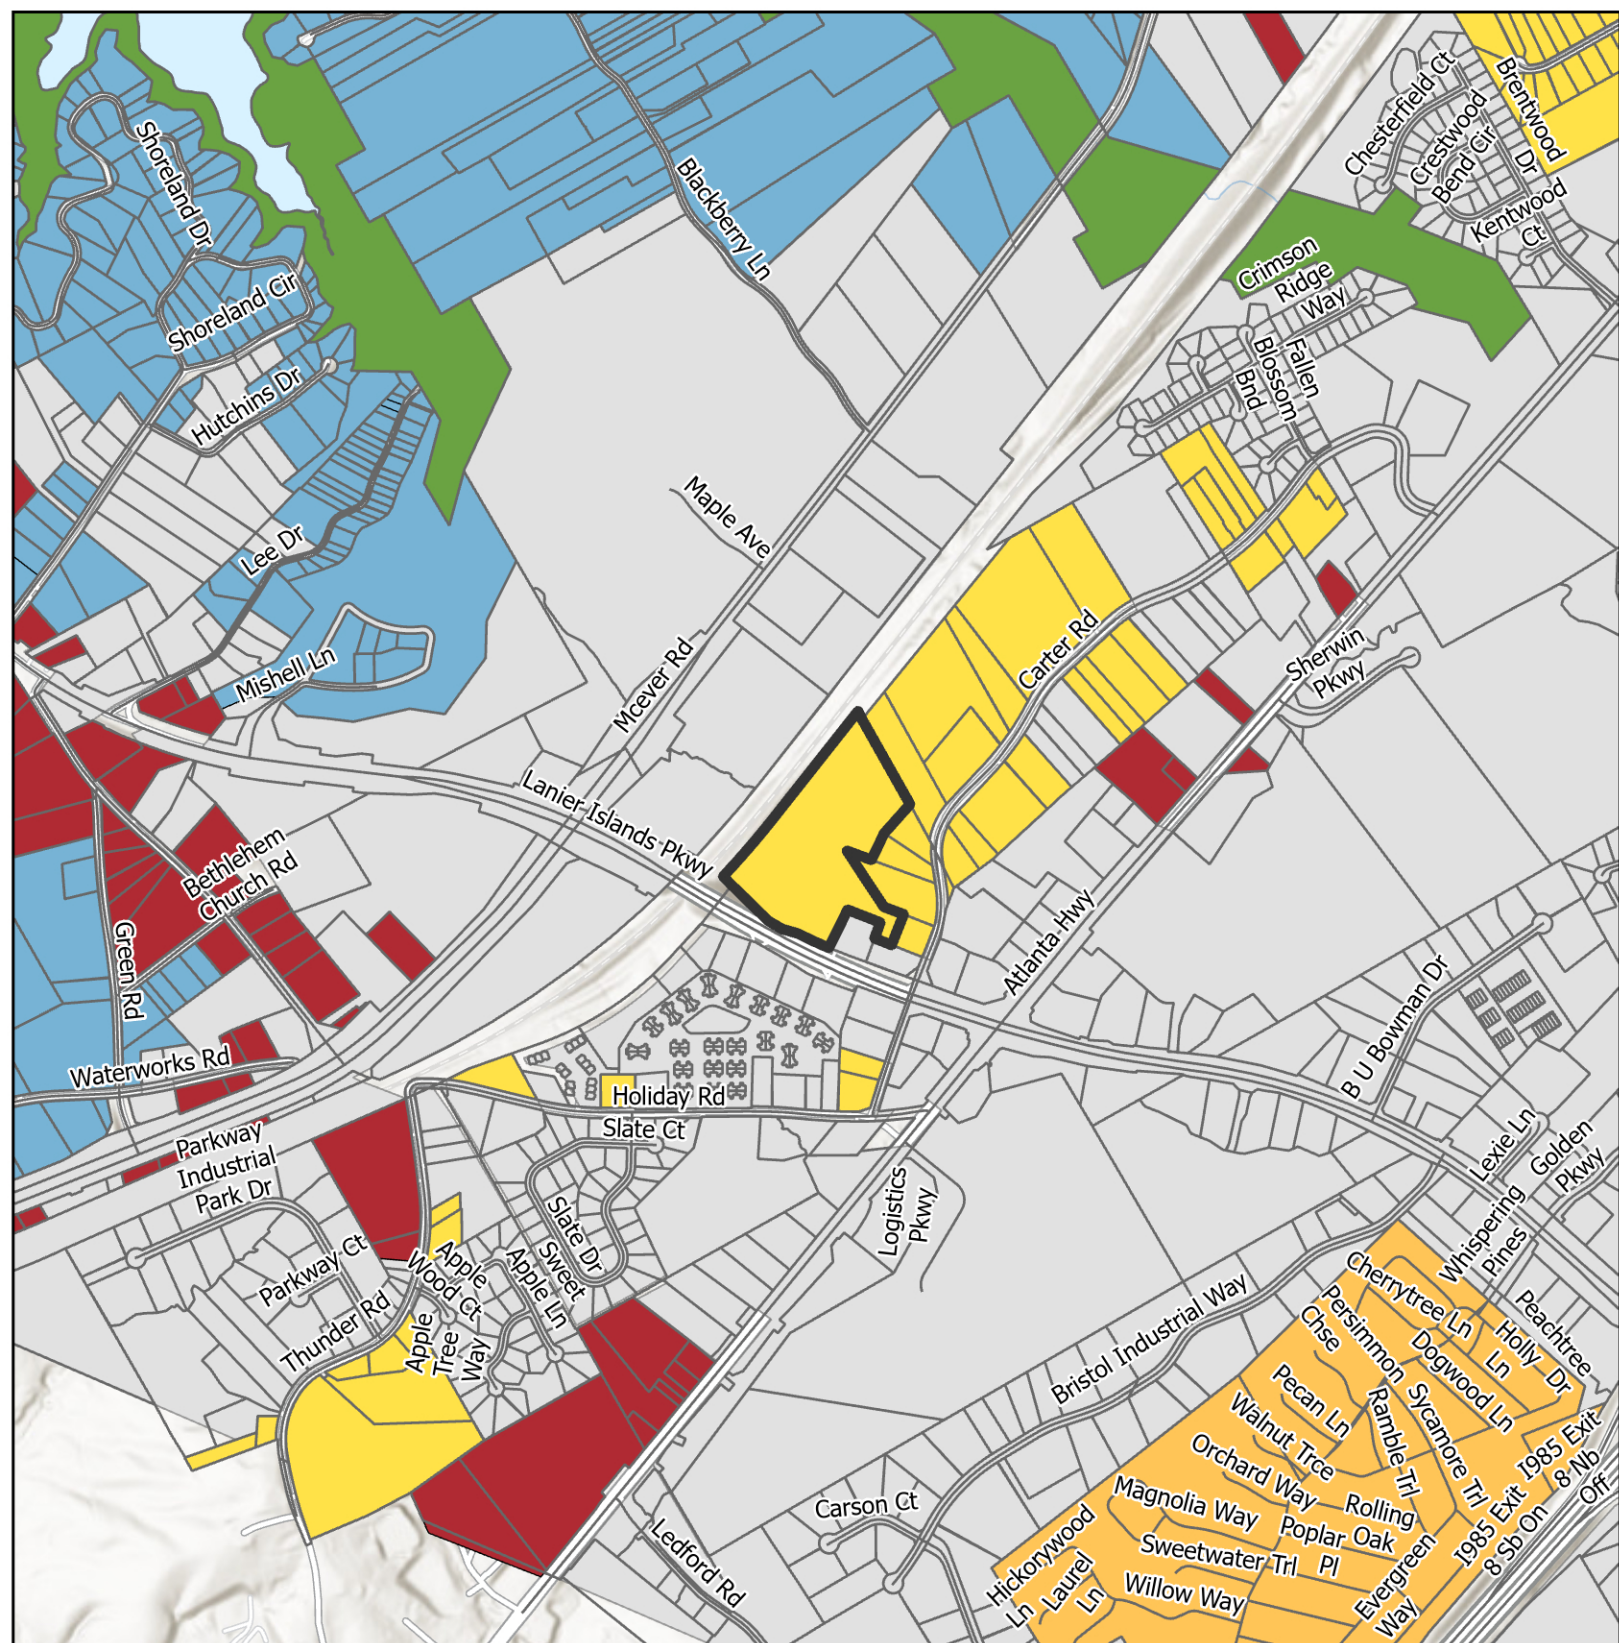 Chesterfield Ct
Crestwood
Bend Cir
Brentwood
Dr
Kentwood
Ct
Shoreland Dr
Blackberry Ln
Crimson
Ridge
Way
Shoreland Cir
Fallen
Blossom
Bnd
Hutchins Dr
Maple Ave
Lee Dr
Carter Rd
Mishell Ln
Mcever Rd
Sherwin
Pkwy
Lanier Islands Pkwy
Bethlehem
Church Rd
Atlanta Hwy
Green Rd
B U Bowman Dr
Waterworks Rd
Holiday Rd
Slate Ct
Parkway
Industrial
Park Dr
Lexie Ln
Golden
Pkwy
Logistics
Pkwy
Whispering
Pines
Slate Dr
Sweet
Apple Ln
Parkway Ct
Apple
Wood Ct
Thunder Rd
Apple
Tree
Way
Bristol Industrial Way
Cherrytree Ln
Persimmon
Chse
Peachtree
Holly Dr
Ln
Dogwood Ln
Pecan Ln
Sycamore Trl
Ramble Trl
Walnut Trce
Orchard Way
Magnolia Way
Rolling
Oak
Pl
Poplar
Sweetwater Trl
Willow Way
Evergreen
Way
Hickorywood
Ln
Laurel
Ln
I985 Exit
8 Nb
Off
I985 Exit
8 Sb On
Carson Ct
Ledford Rd